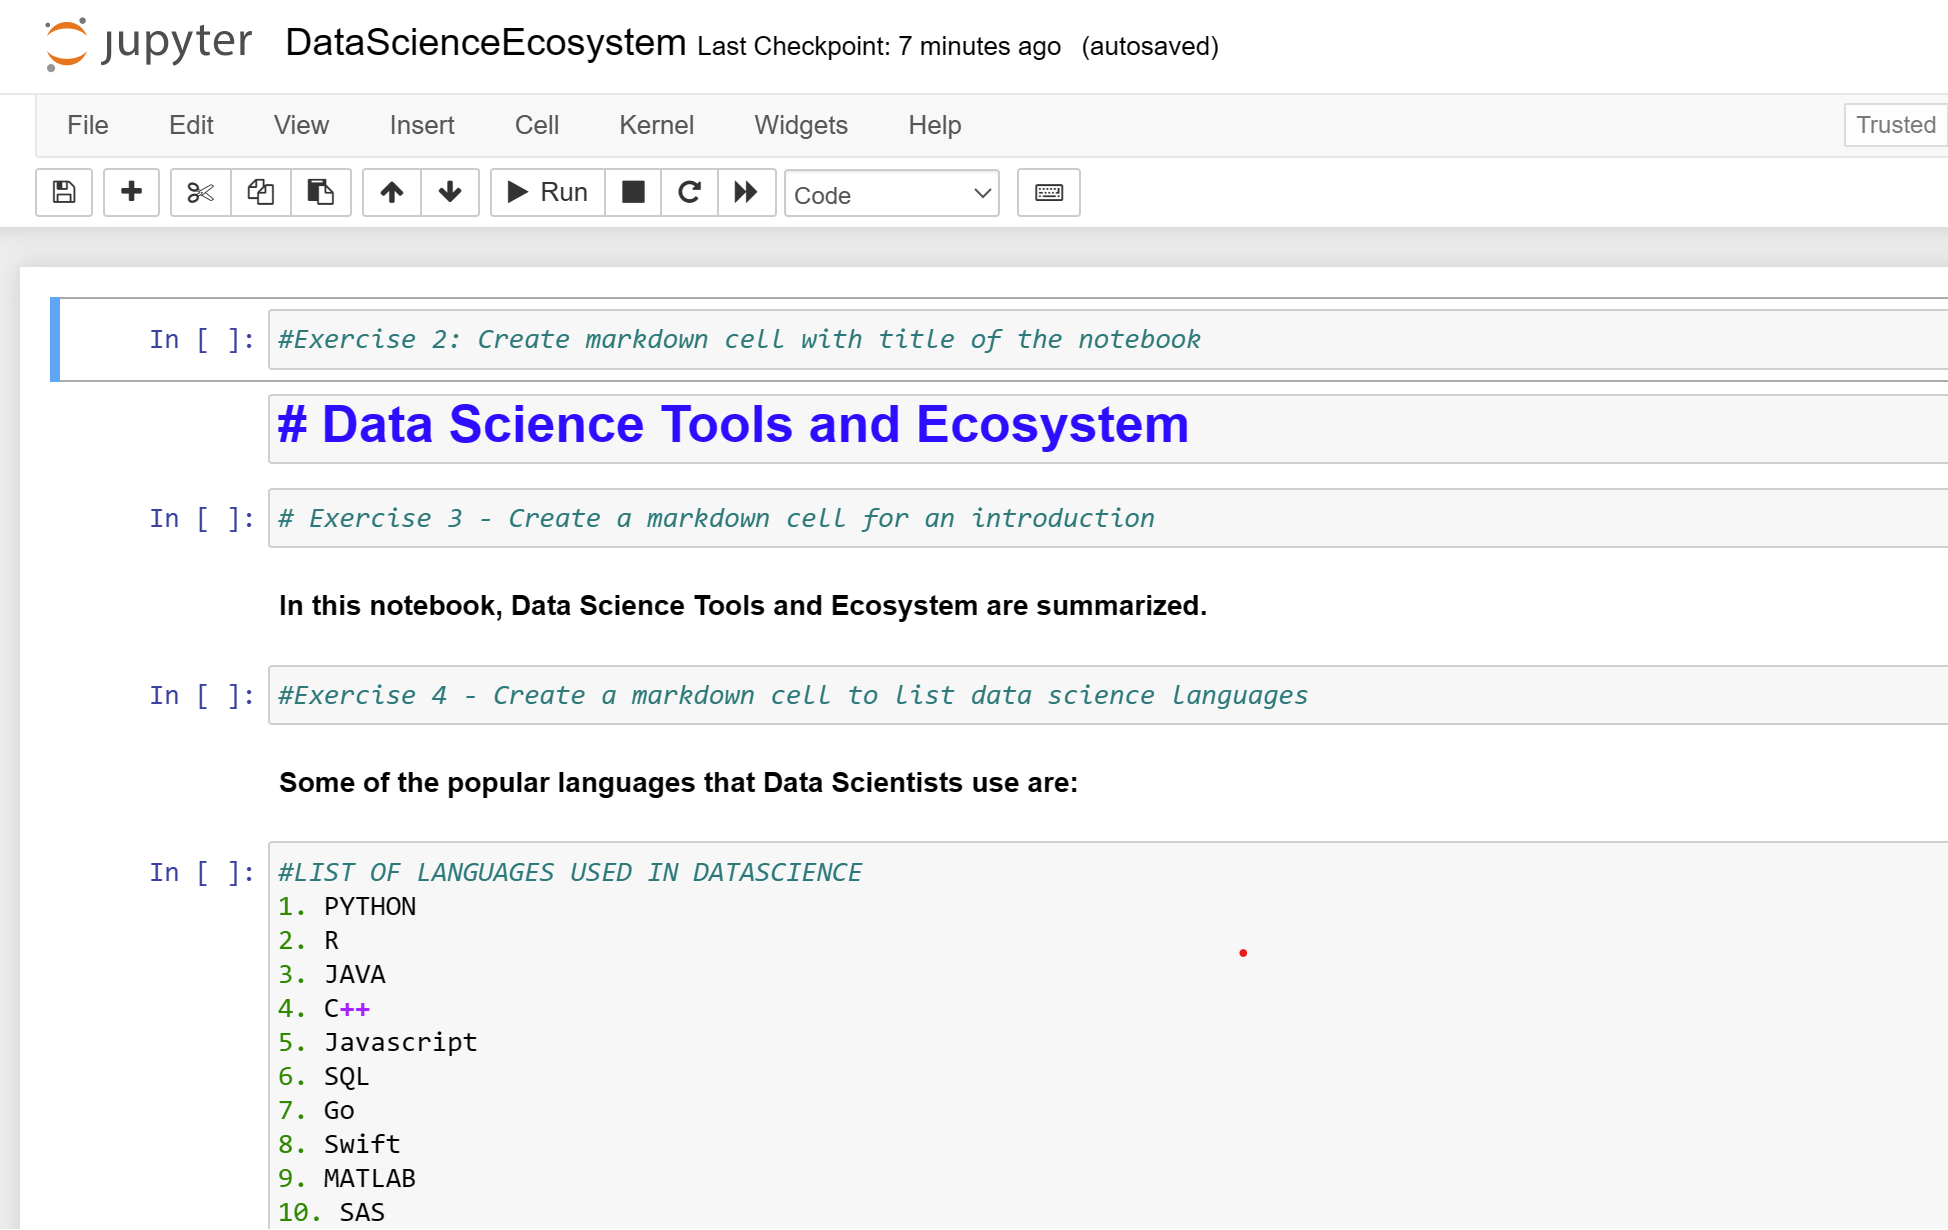 jupyter DataScienceEcosystem Last Checkpoint: 7 minutes ago (autosaved)
File Edit View Insert Cell Kernel Widgets Help Trusted
Run Code
In [ ]: #Exercise 2: Create markdown cell with title of the notebook
# Data Science Tools and Ecosystem
In [ ]: # Exercise 3 - Create a markdown cell for an introduction
In this notebook, Data Science Tools and Ecosystem are summarized.
In [ ]: #Exercise 4 - Create a markdown cell to list data science languages
Some of the popular languages that Data Scientists use are:
In [ ]: #LIST OF LANGUAGES USED IN DATASCIENCE
1. PYTHON
2. R
3. JAVA
4. C++
5. Javascript
6. SQL
7. Go
8. Swift
9. MATLAB
10. SAS